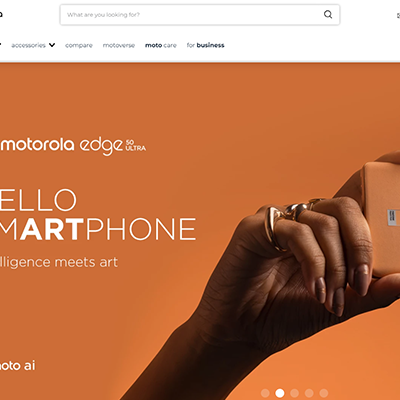 What are you looking for?
accessories
compare
motoverse
moto care
for business
motorola edge 50 ULTRA
ELLO
MARTPHONE
lligence meets art
oto ai